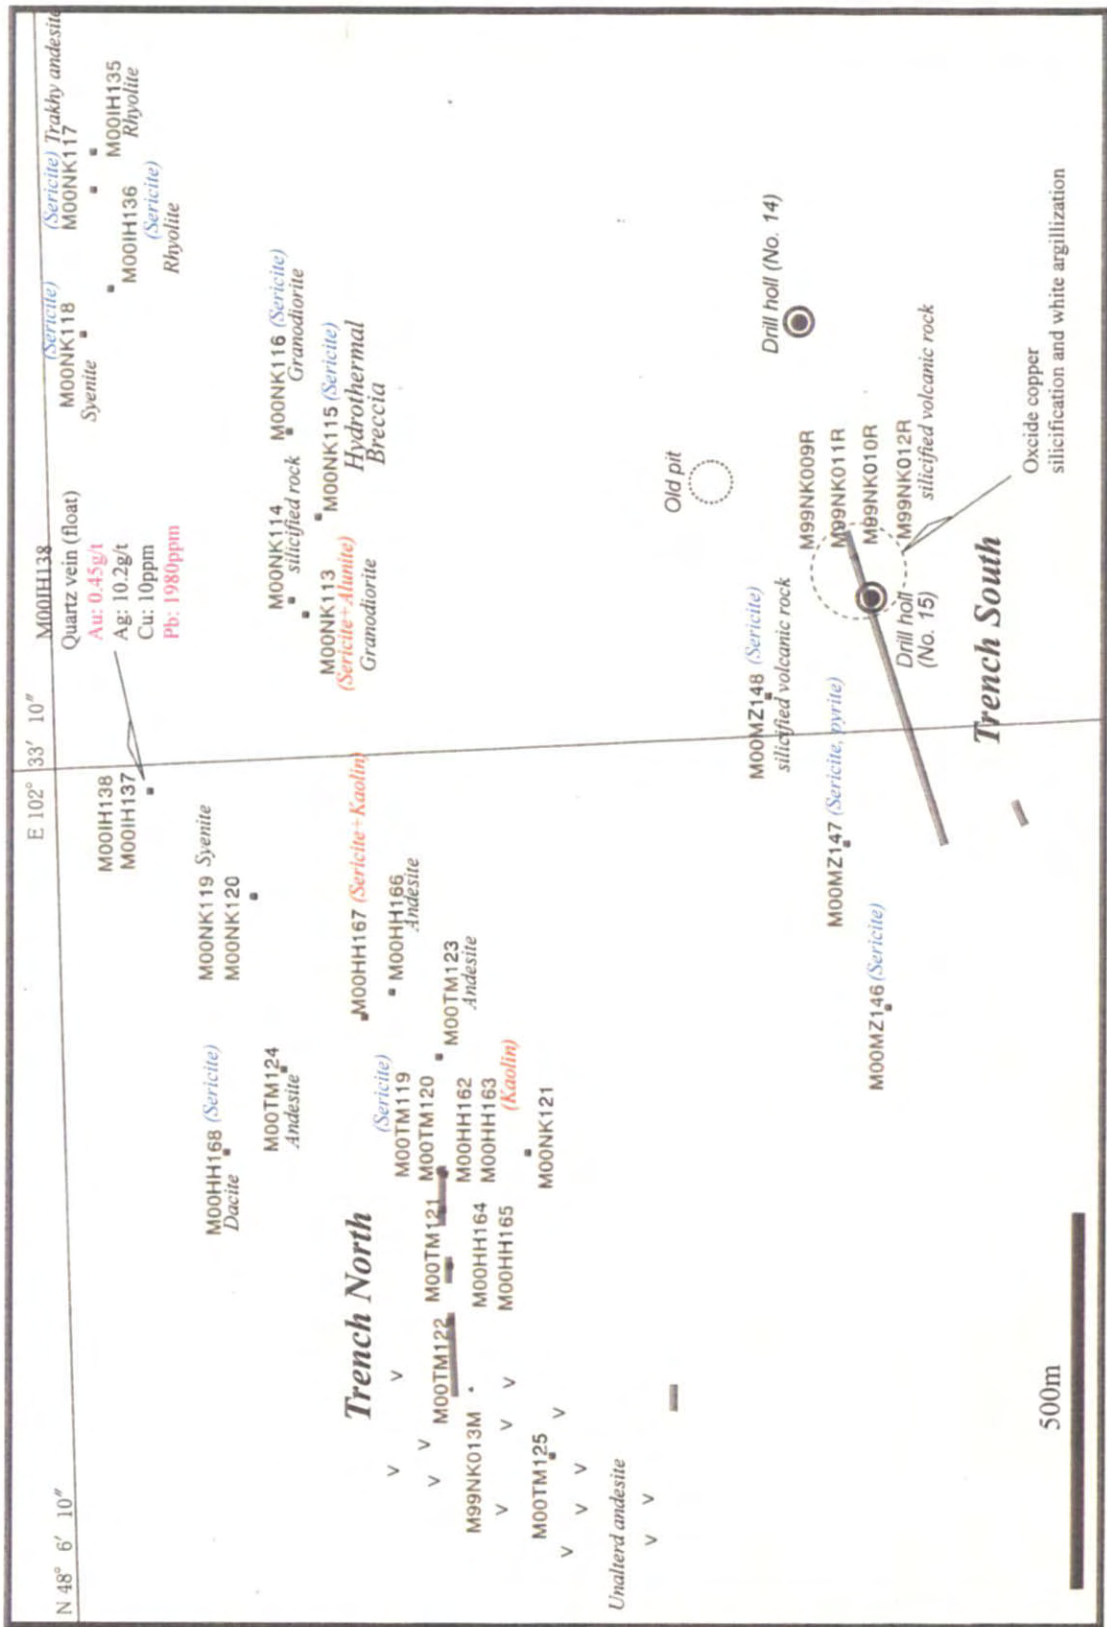 N 48° 6′ 10″
E 102° 33′ 10″
M00IH138
Quartz vein (float)
Au: 0.45g/t
Ag: 10.2g/t
Cu: 10ppm
Pb: 1980ppm
M00IH138
M00IH137
(Sericite)
M00NK118
Syenite
(Sericite) Trakhy andesite
M00NK117
M00IH135
Rhyolite
M00IH136
(Sericite)
Rhyolite
M00NK119 Syenite
M00NK120
M00HH168 (Sericite)
Dacite
M00TM124
Andesite
M00NK114
silicified rock
M00NK116 (Sericite)
Granodiorite
M00NK113
(Sericite+Alunite)
Granodiorite
M00NK115 (Sericite)
Hydrothermal
Breccia
M00HH167 (Sericite+Kaolin)
M00HH166
Andesite
M00TM123
Andesite
Trench North
(Sericite)
M00TM119
M00TM120
M00HH162
M00HH163
(Kaolin)
M00TM121
M00HH164
M00HH165
M00TM122
M99NK013M
M00NK121
M00TM125
V V V V V V V V V V V V V V
Unalterd andesite
Old pit
Drill holl (No. 14)
M00MZ148 (Sericite)
silicified volcanic rock
M00MZ147 (Sericite, pyrite)
M00MZ146 (Sericite)
M99NK009R
M99NK011R
M99NK010R
M99NK012R
silicified volcanic rock
Drill holl
(No. 15)
Trench South
Oxcide copper
silicification and white argillization
500m